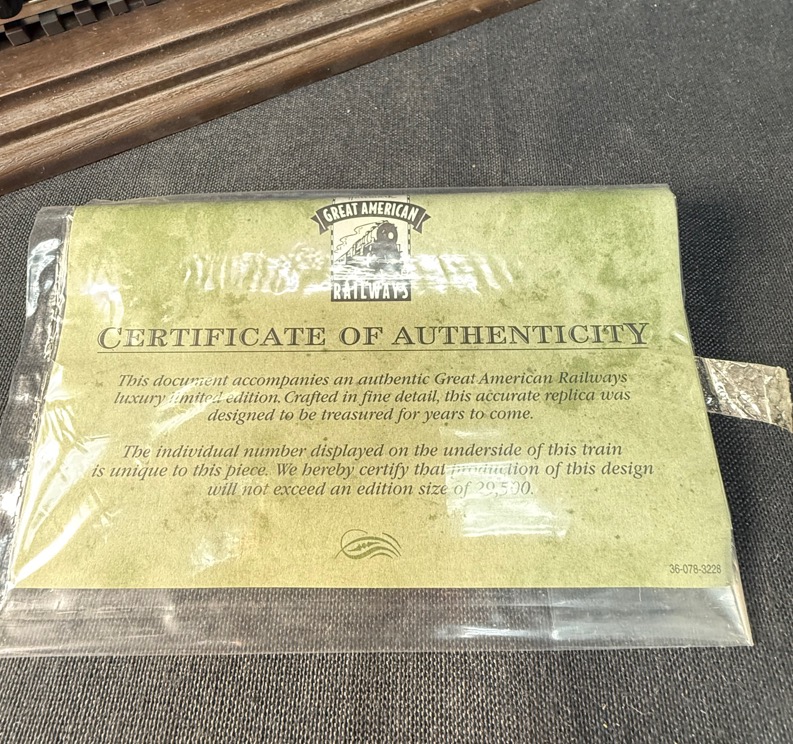 GREAT AMERICAN
RAILWAYS
CERTIFICATE OF AUTHENTICITY
This document accompanies an authentic Great American Railways
luxury limited edition. Crafted in fine detail, this accurate replica was
designed to be treasured for years to come.
The individual number displayed on the underside of this train
is unique to this piece. We hereby certify that production of this design
will not exceed an edition size of 29,500.
36-078-3228